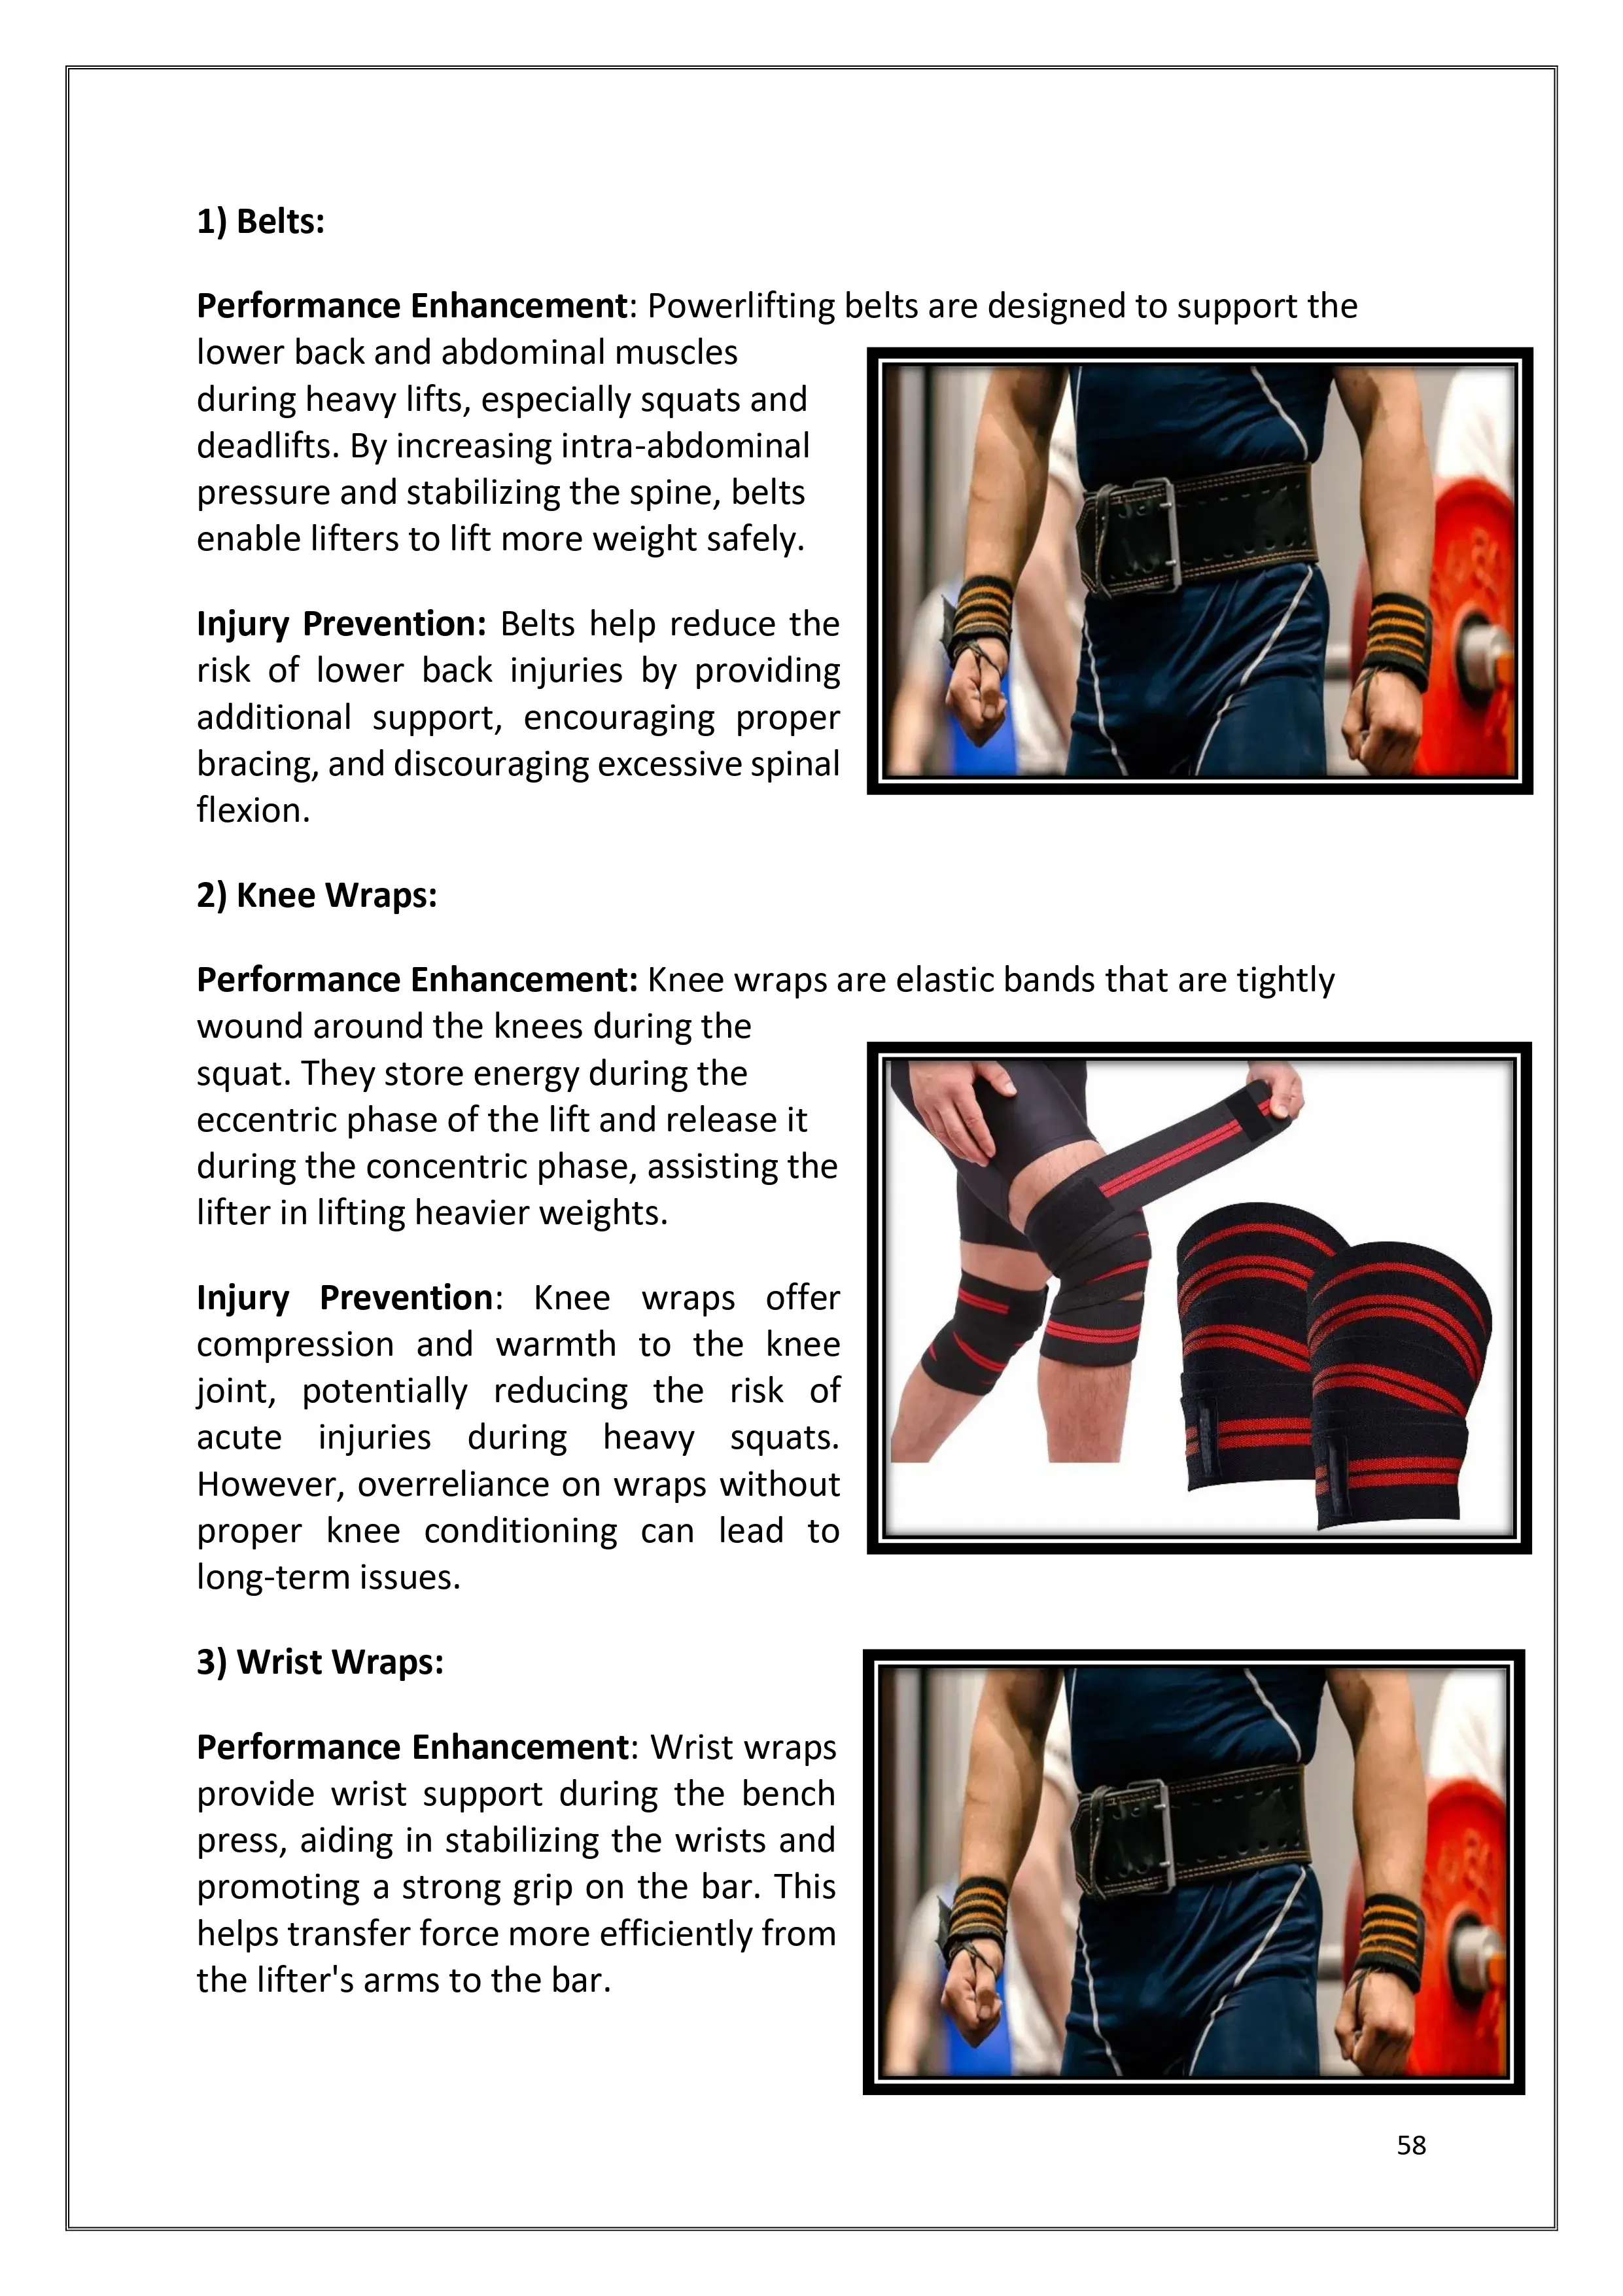 1) Belts:
Performance Enhancement: Powerlifting belts are designed to support the
lower back and abdominal muscles
during heavy lifts, especially squats and
deadlifts. By increasing intra-abdominal
pressure and stabilizing the spine, belts
enable lifters to lift more weight safely.
Injury Prevention: Belts help reduce the
risk of lower back injuries by providing
additional support, encouraging proper
bracing, and discouraging excessive spinal
flexion.
2) Knee Wraps:
Performance Enhancement: Knee wraps are elastic bands that are tightly
wound around the knees during the
squat. They store energy during the
eccentric phase of the lift and release it
during the concentric phase, assisting the
lifter in lifting heavier weights.
Injury Prevention: Knee wraps offer
compression and warmth to the knee
joint, potentially reducing the risk of
acute injuries during heavy squats.
However, overreliance on wraps without
proper knee conditioning can lead to
long-term issues.
3) Wrist Wraps:
Performance Enhancement: Wrist wraps
provide wrist support during the bench
press, aiding in stabilizing the wrists and
promoting a strong grip on the bar. This
helps transfer force more efficiently from
the lifter's arms to the bar.
58